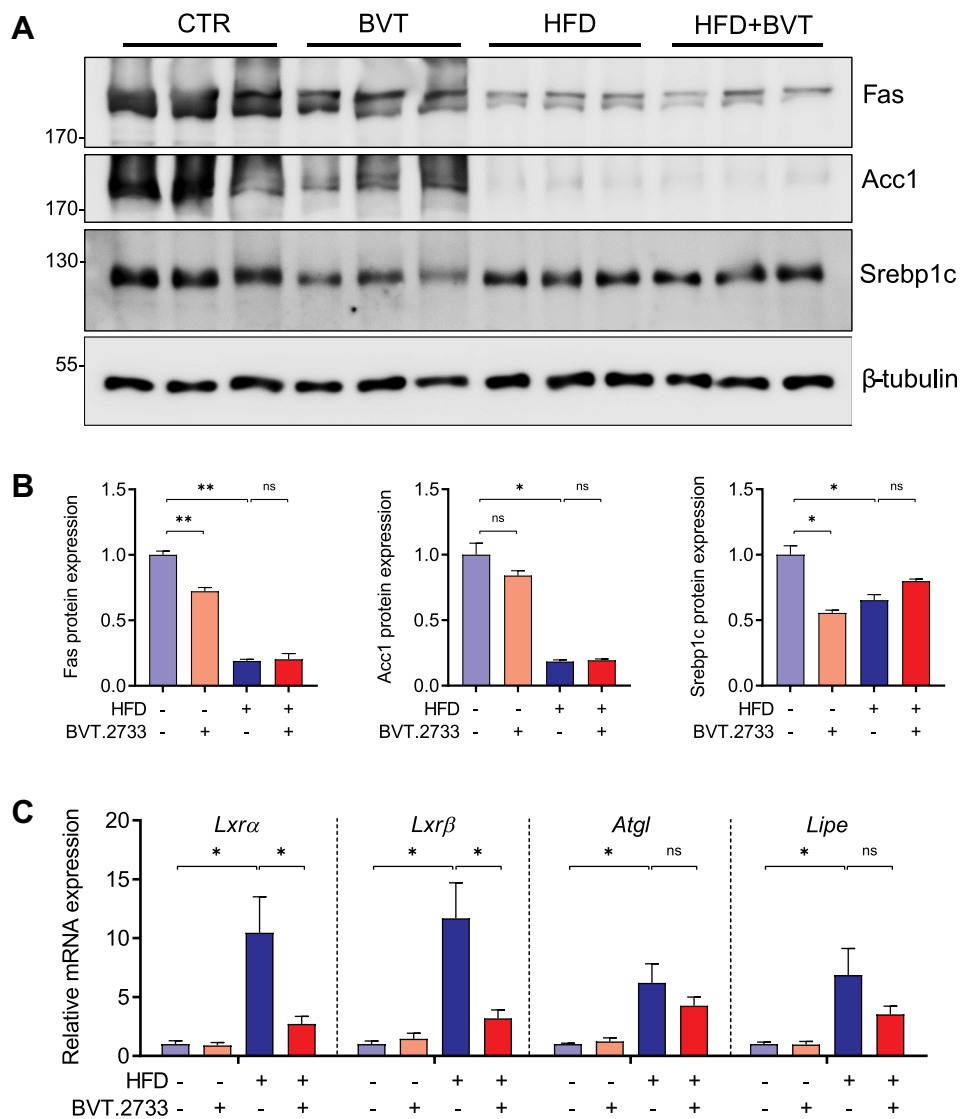 A
CTR BVT HFD HFD+BVT
Fas
170
Acc1
170
130
Srebp1c
55
β-tubulin
B
Fas protein expression
1.5
1.0
0.5
0.0
** ns
**
HFD - - + +
BVT.2733 - + - +
Acc1 protein expression
1.5
1.0
0.5
0.0
* ns
ns
HFD - - + +
BVT.2733 - + - +
Srebp1c protein expression
1.5
1.0
0.5
0.0
* ns
*
HFD - - + +
BVT.2733 - + - +
C
Relative mRNA expression
20
15
10
5
0
Lxrα Lxrβ Atgl Lipe
* * * * * ns * ns
HFD - - + + - - + + - - + + - - + +
BVT.2733 - + - + - + - + - + - + - + - +